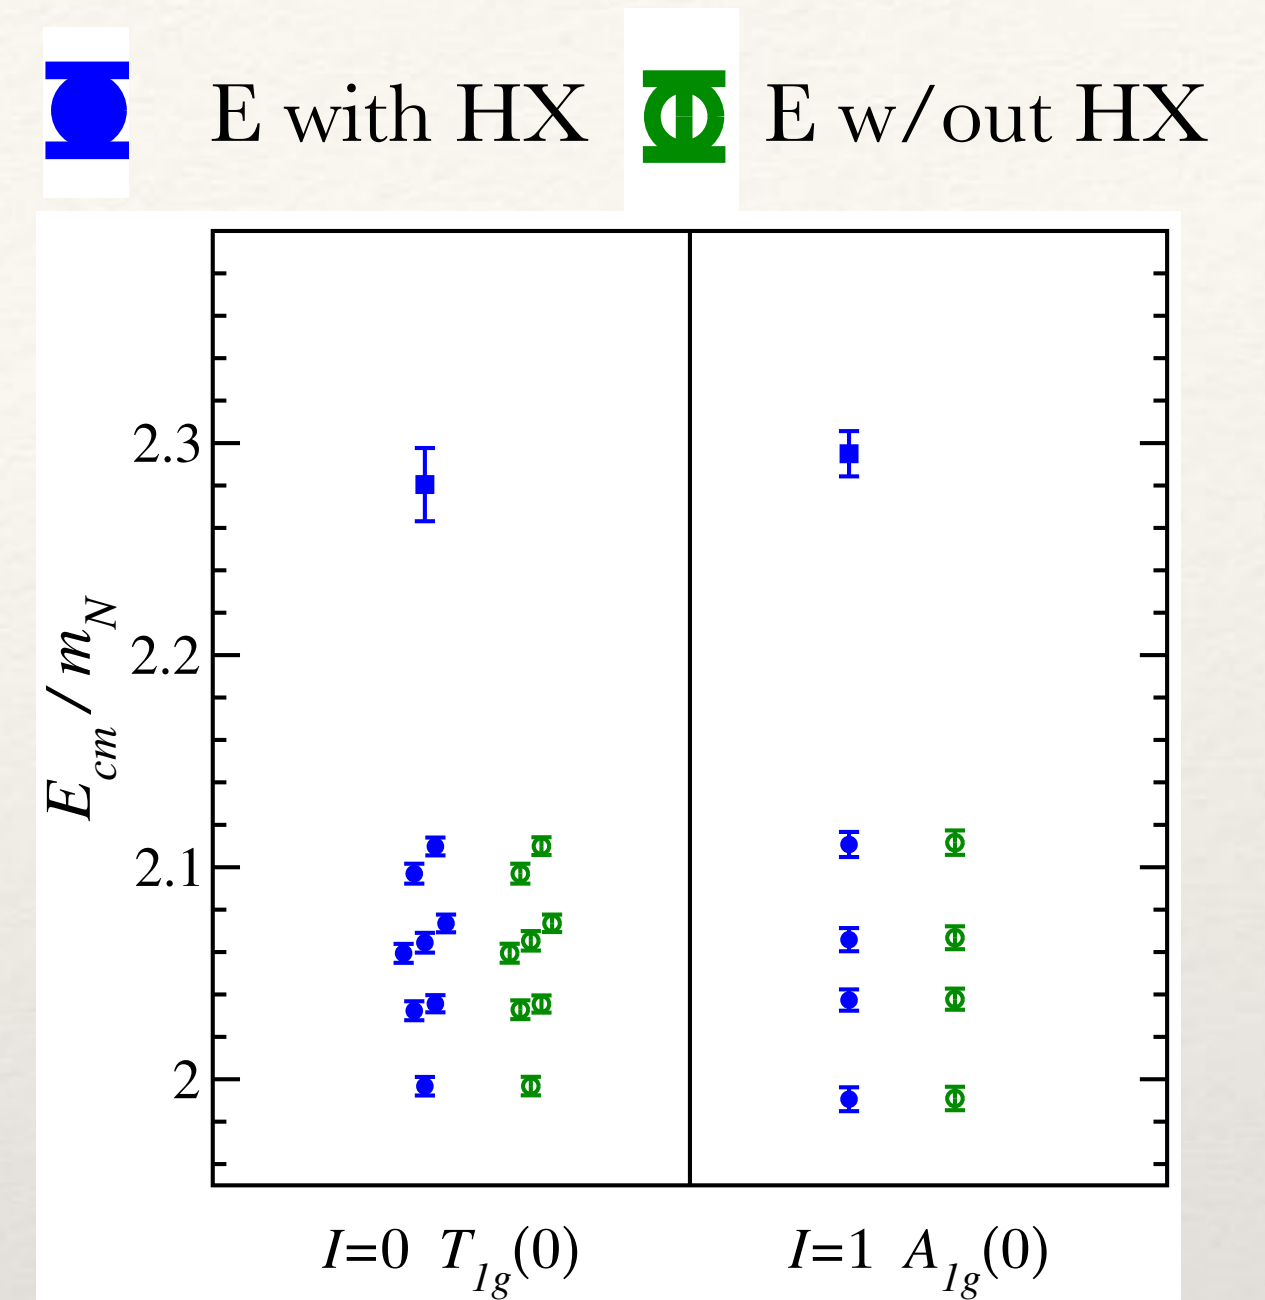 E with HX E w/out HX
2.3
2.2
2.1
2
E_cm / m_N
I=0 T_1g(0) I=1 A_1g(0)